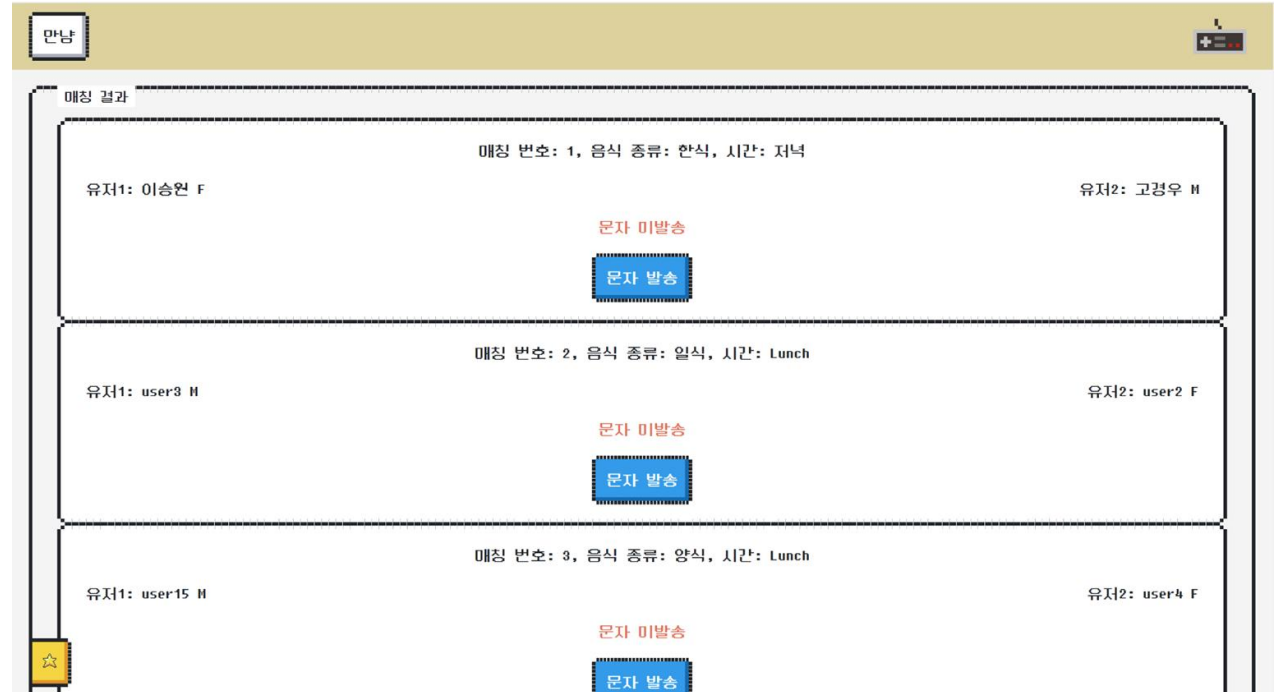 만냥
매칭 결과
매칭 번호: 1, 음식 종류: 한식, 시간: 저녁
유저1: 이승원 F 유저2: 고경우 M
문자 미발송
문자 발송
매칭 번호: 2, 음식 종류: 일식, 시간: Lunch
유저1: user3 M 유저2: user2 F
문자 미발송
문자 발송
매칭 번호: 3, 음식 종류: 양식, 시간: Lunch
유저1: user15 M 유저2: user4 F
문자 미발송
문자 발송